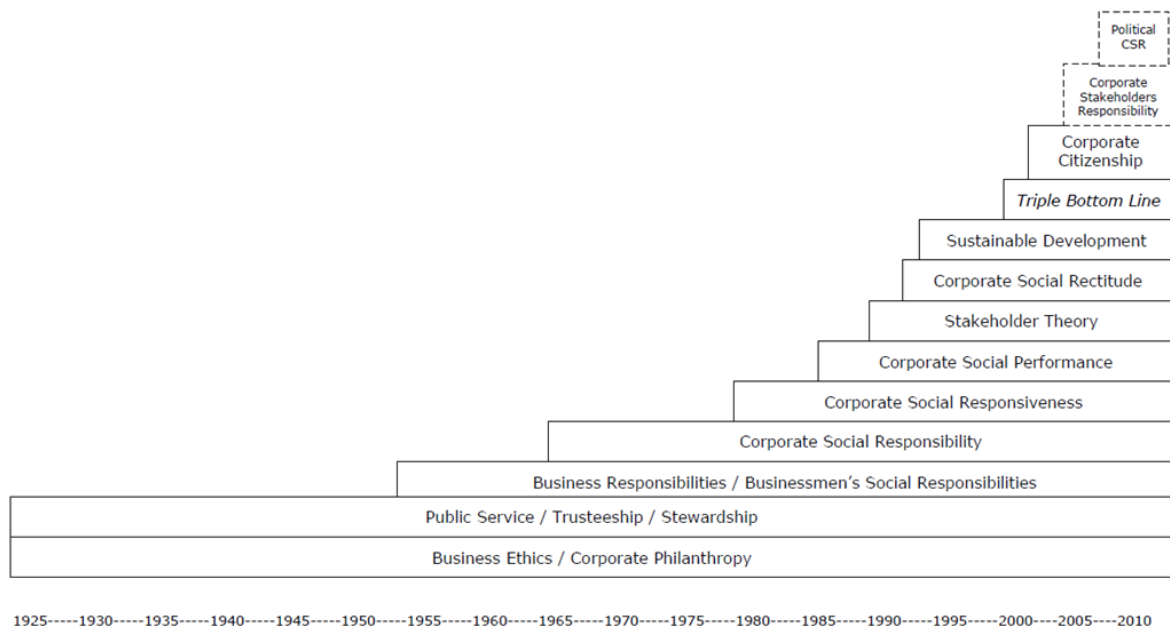 Political
CSR
Corporate
Stakeholders
Responsibility
Corporate
Citizenship
Triple Bottom Line
Sustainable Development
Corporate Social Rectitude
Stakeholder Theory
Corporate Social Performance
Corporate Social Responsiveness
Corporate Social Responsibility
Business Responsibilities / Businessmen's Social Responsibilities
Public Service / Trusteeship / Stewardship
Business Ethics / Corporate Philanthropy
1925-----1930-----1935-----1940-----1945-----1950-----1955-----1960-----1965-----1970-----1975-----1980-----1985-----1990-----1995-----2000-----2005-----2010